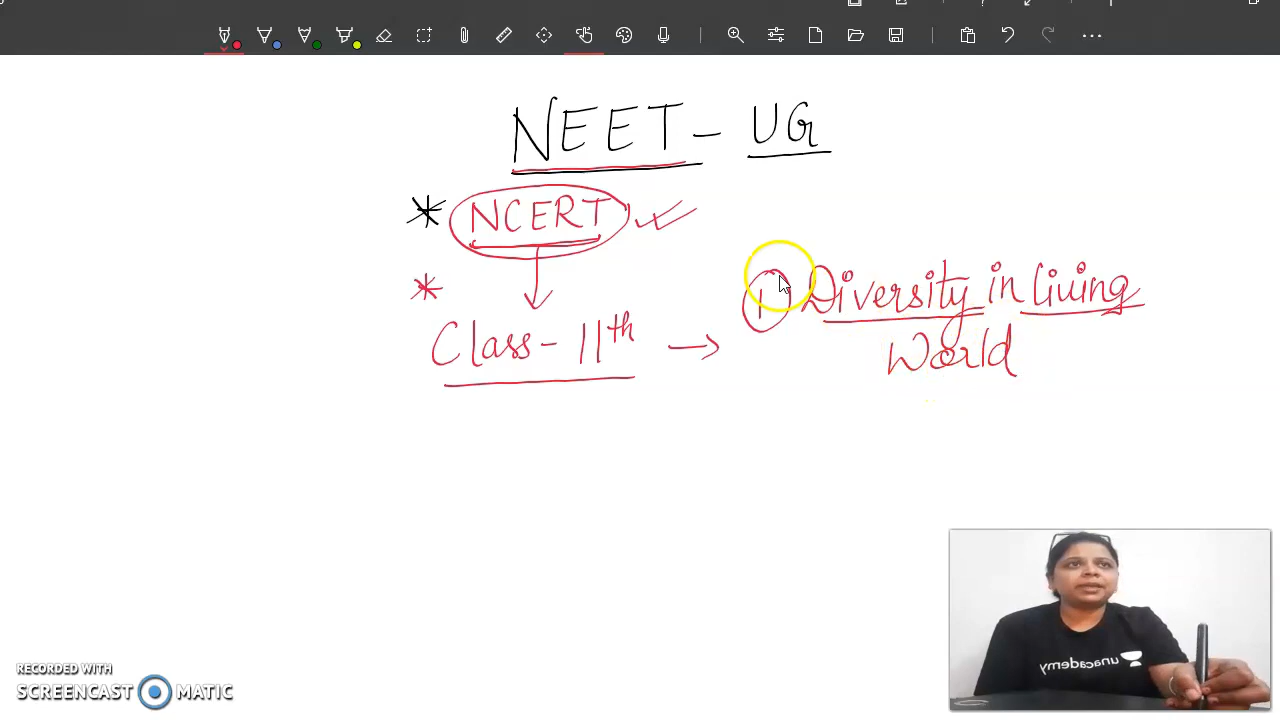 NEET - UG
* NCERT ✓
*
Class - 11th → 1 Diversity in living
World
unacademy
RECORDED WITH
SCREENCAST MATIC